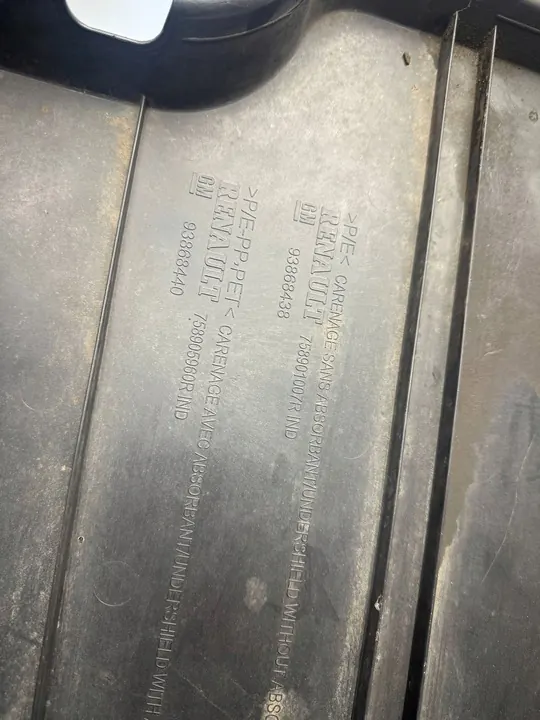 >P/E< CARENAGE SANS ABSORBANT/UNDERSHIELD WITHOUT ABSO
RENAULT 758901007R IND
GM 93868438
>P/E-,PP,PET< CARENAGE AVEC ABSORBANT/UNDERSHIELD WITH A
RENAULT 758905960R IND
GM 93868440